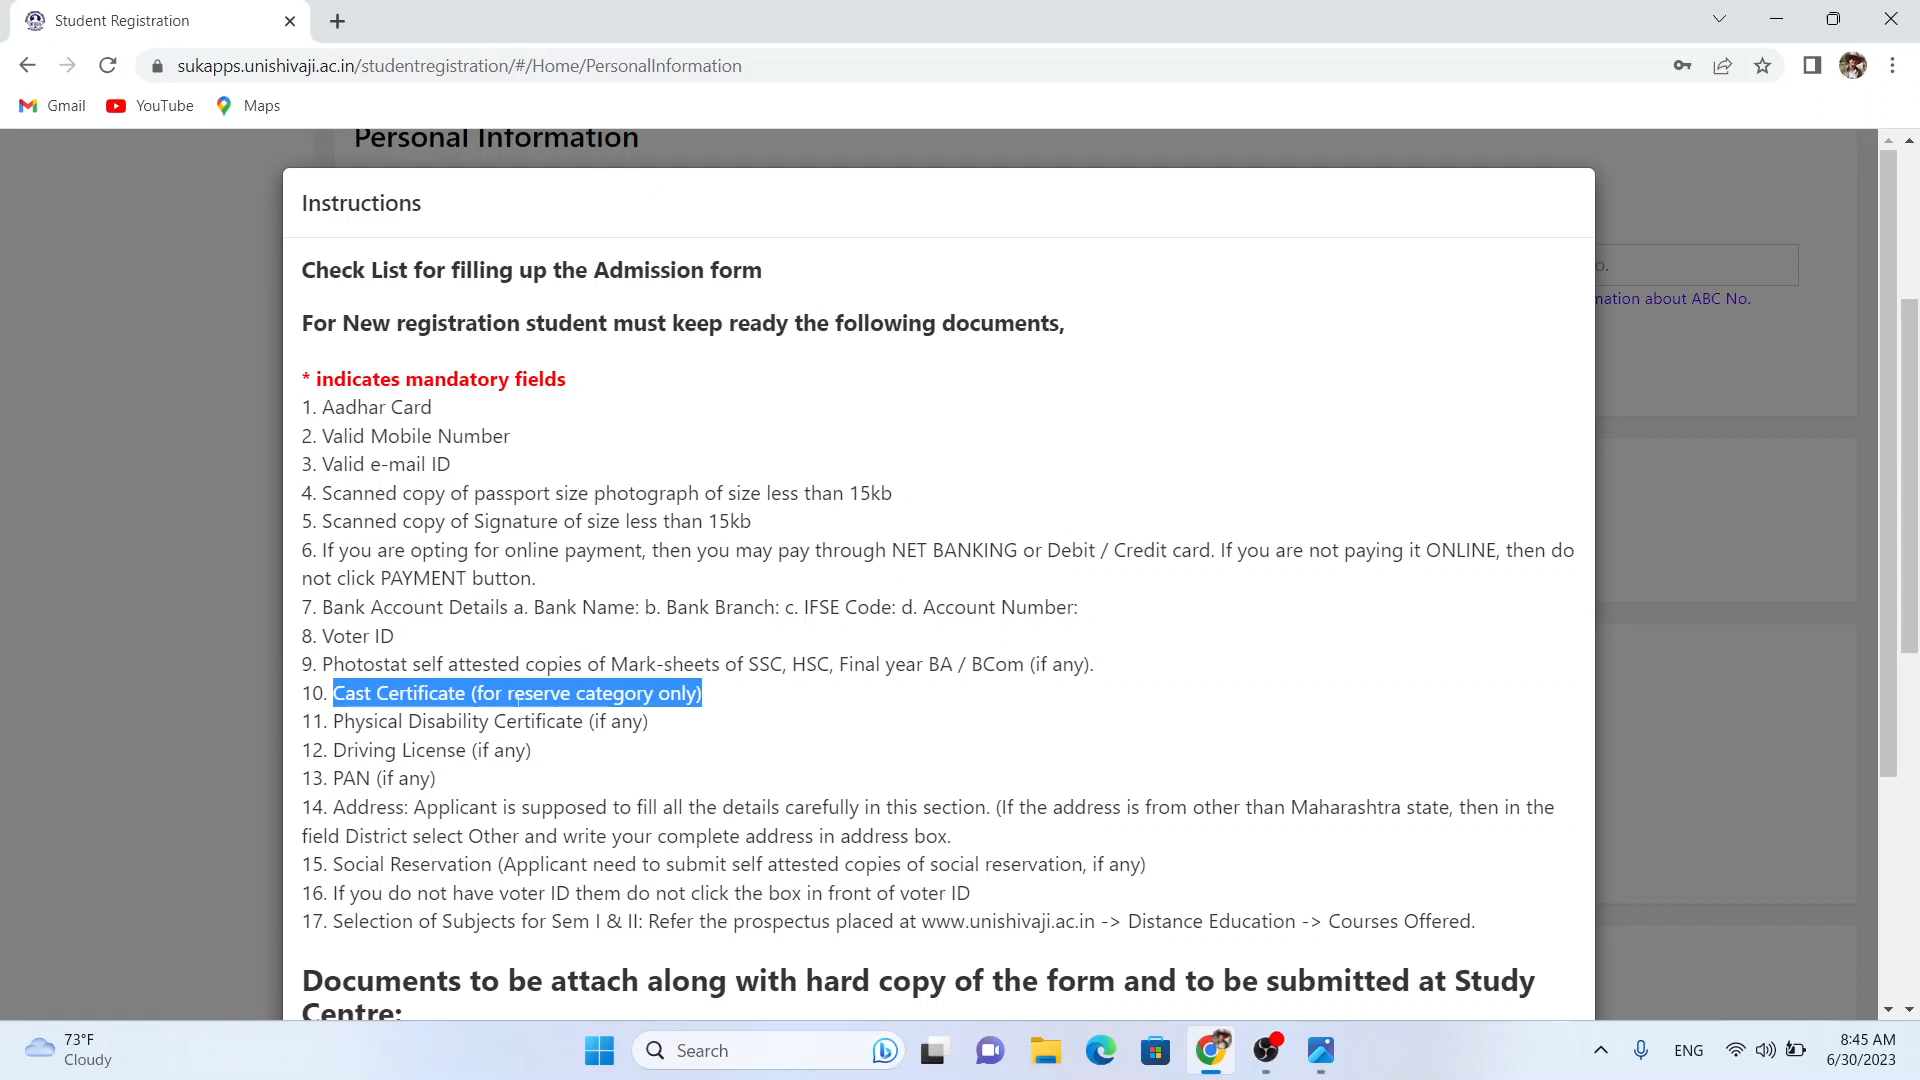 Student Registration
sukapps.unishivaji.ac.in/studentregistration/#/Home/PersonalInformation
Gmail YouTube Maps
Personal Information
Instructions
Check List for filling up the Admission form
o.
For New registration student must keep ready the following documents,
mation about ABC No.
* indicates mandatory fields
1. Aadhar Card
2. Valid Mobile Number
3. Valid e-mail ID
4. Scanned copy of passport size photograph of size less than 15kb
5. Scanned copy of Signature of size less than 15kb
6. If you are opting for online payment, then you may pay through NET BANKING or Debit / Credit card. If you are not paying it ONLINE, then do
not click PAYMENT button.
7. Bank Account Details a. Bank Name: b. Bank Branch: c. IFSE Code: d. Account Number:
8. Voter ID
9. Photostat self attested copies of Mark-sheets of SSC, HSC, Final year BA / BCom (if any).
10. Cast Certificate (for reserve category only)
11. Physical Disability Certificate (if any)
12. Driving License (if any)
13. PAN (if any)
14. Address: Applicant is supposed to fill all the details carefully in this section. (If the address is from other than Maharashtra state, then in the
field District select Other and write your complete address in address box.
15. Social Reservation (Applicant need to submit self attested copies of social reservation, if any)
16. If you do not have voter ID them do not click the box in front of voter ID
17. Selection of Subjects for Sem I & II: Refer the prospectus placed at www.unishivaji.ac.in -> Distance Education -> Courses Offered.
Documents to be attach along with hard copy of the form and to be submitted at Study
Centre:
73°F
Cloudy
Search
ENG
8:45 AM
6/30/2023